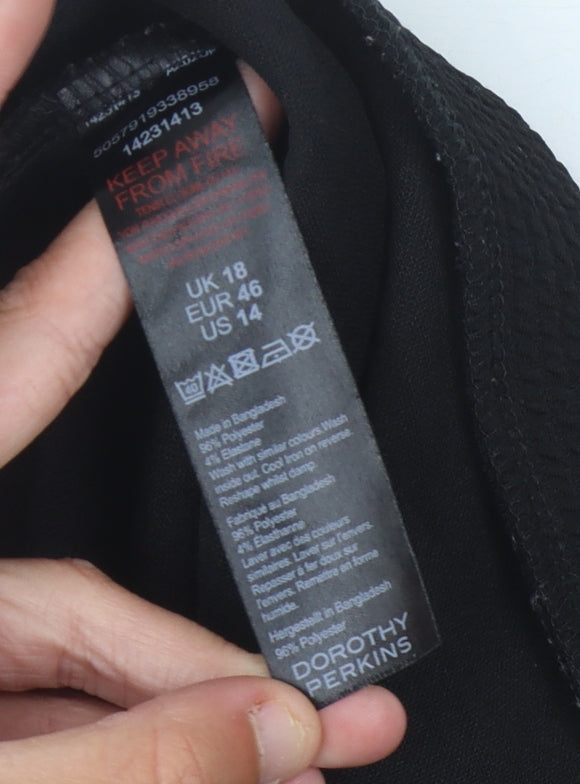 14231413
5057919338958
14231413
KEEP AWAY
FROM FIRE
UK 18
EUR 46
US 14
40
Made in Bangladesh
96% Polyester
4% Elastane
Wash with similar colours.Wash
inside out. Cool Iron on reverse.
Reshape whilst damp.
Fabriqué au Bangladesh
96% Polyester
4% Elasthanne
Laver avec des couleurs
similaires. Laver sur l'envers.
Repasser à fer doux sur
l'envers. Remettre en forme
humide.
Hergestellt in Bangladesh
96% Polyester
DOROTHY
PERKINS